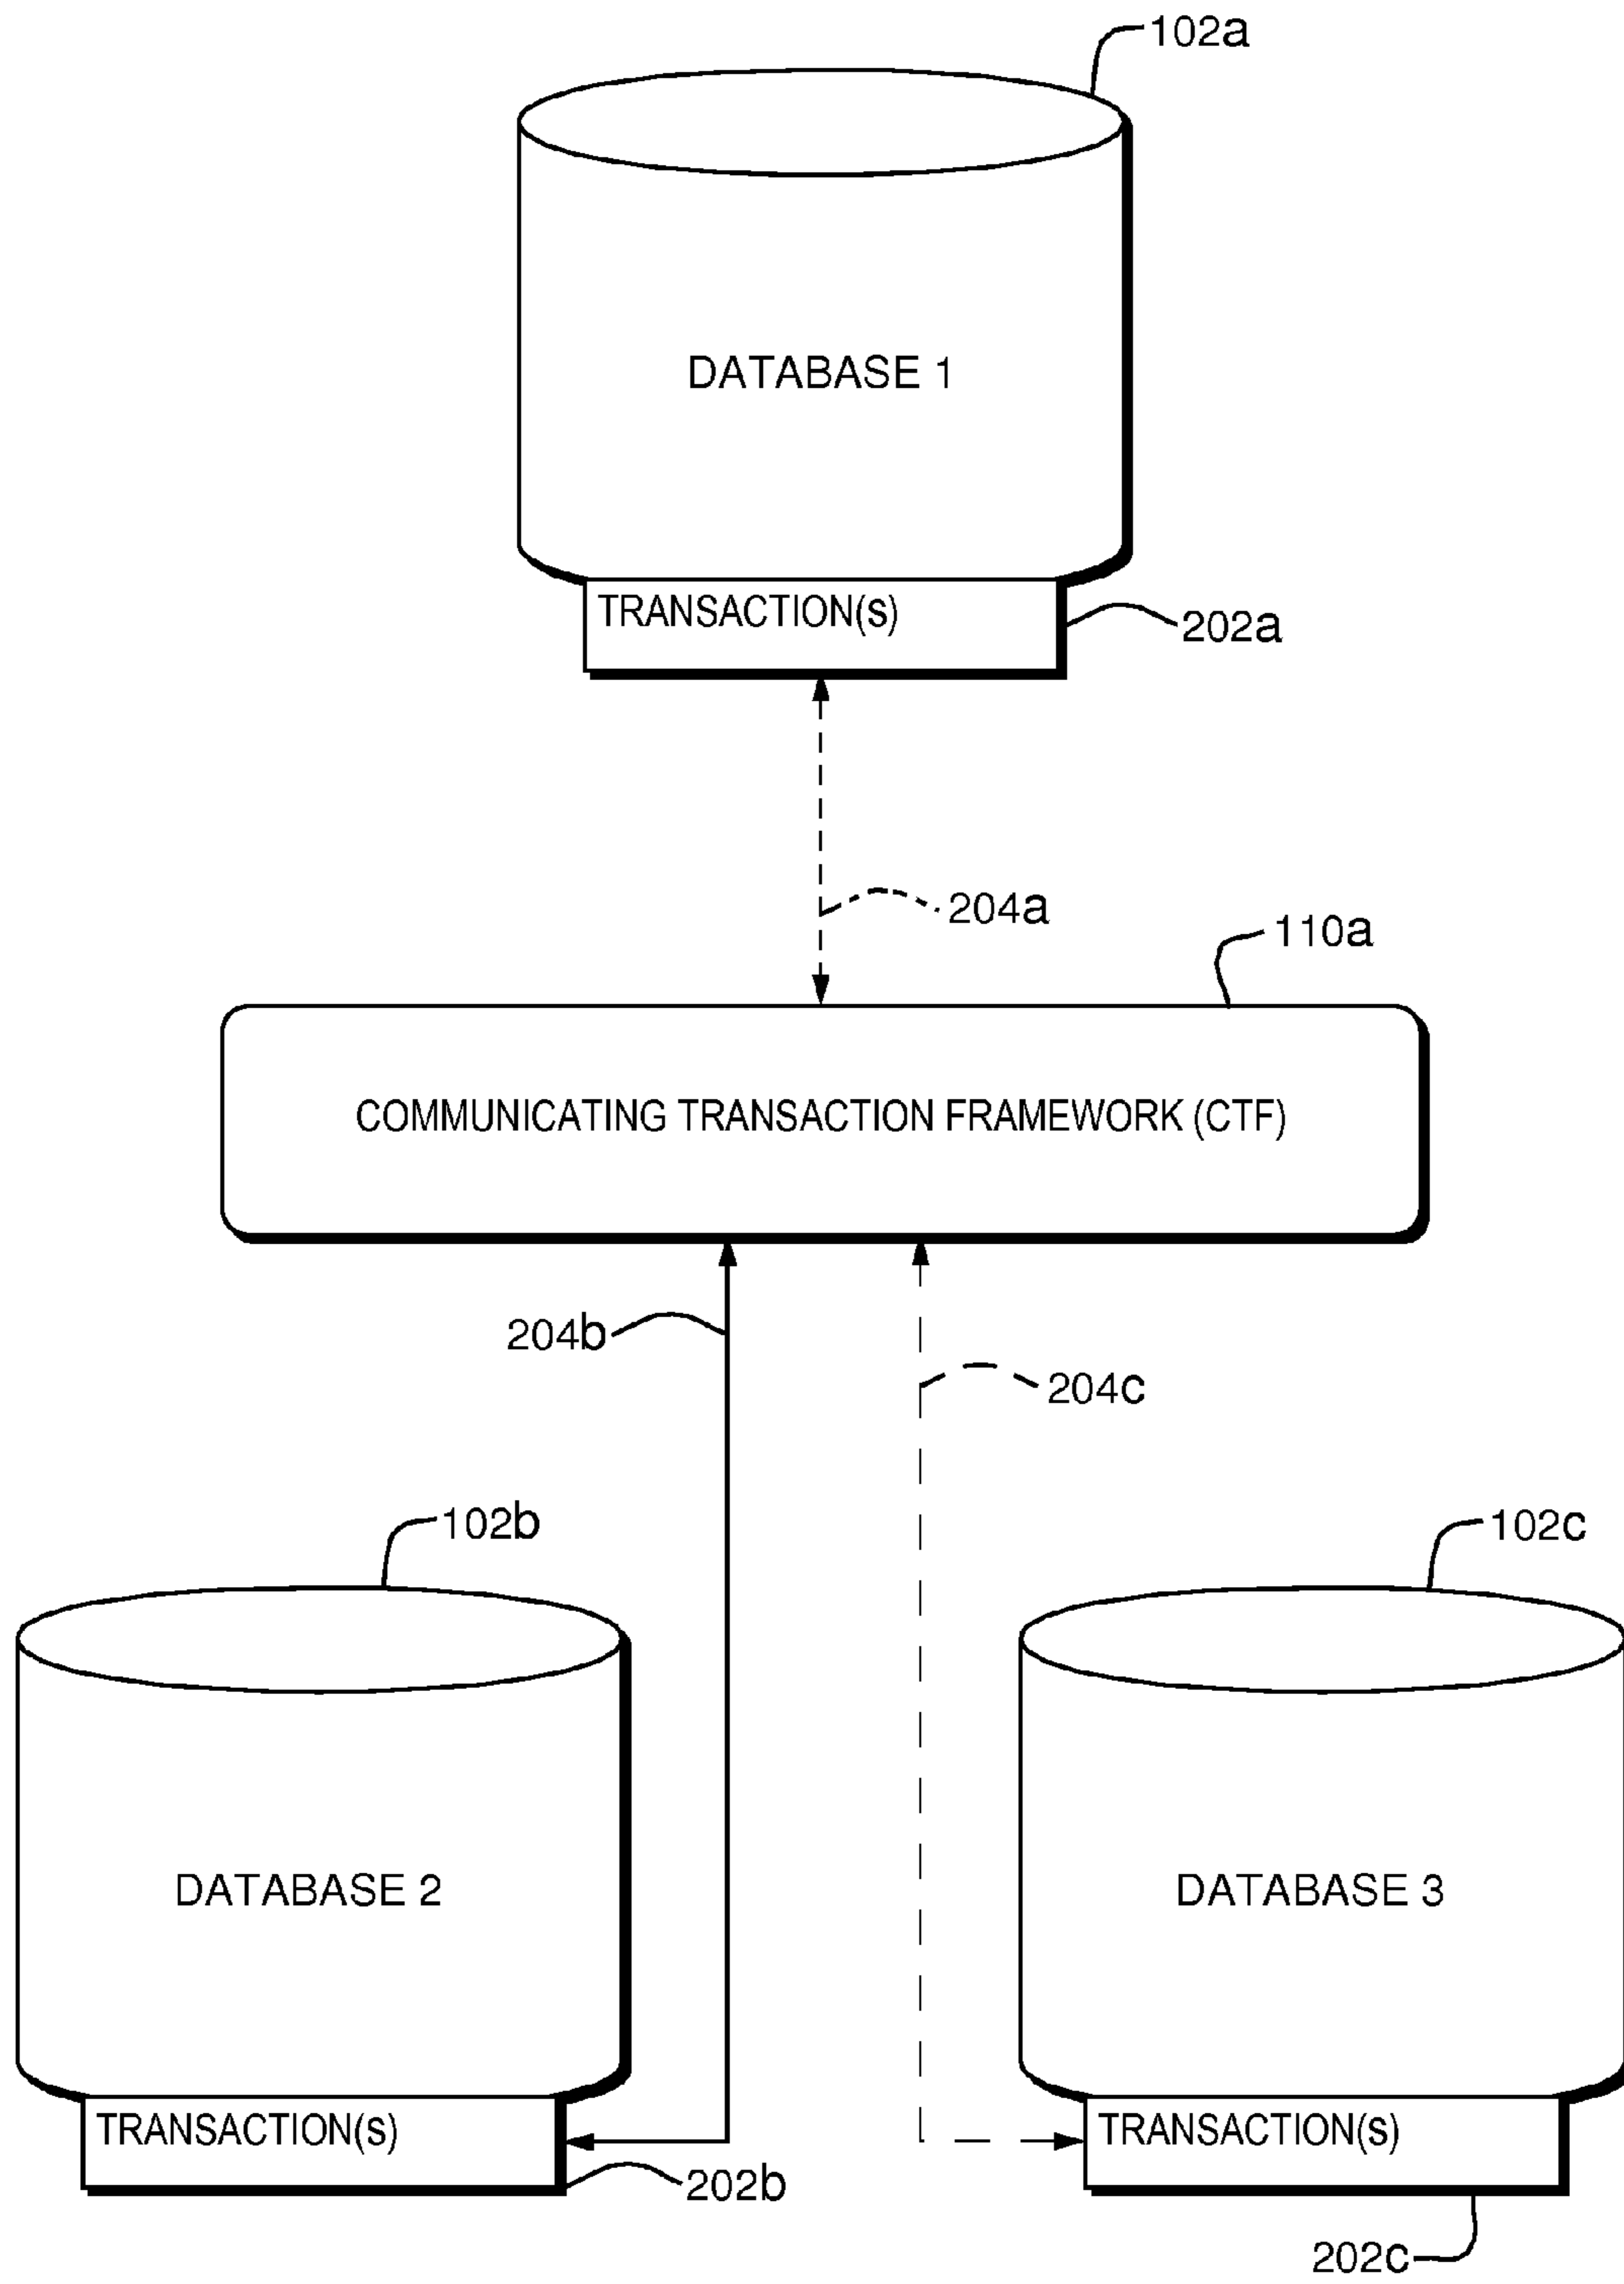 102a
DATABASE 1
TRANSACTION(s)
202a
204a
110a
COMMUNICATING TRANSACTION FRAMEWORK (CTF)
204b
204c
102b
102c
DATABASE 2
DATABASE 3
TRANSACTION(s)
TRANSACTION(s)
202b
202c